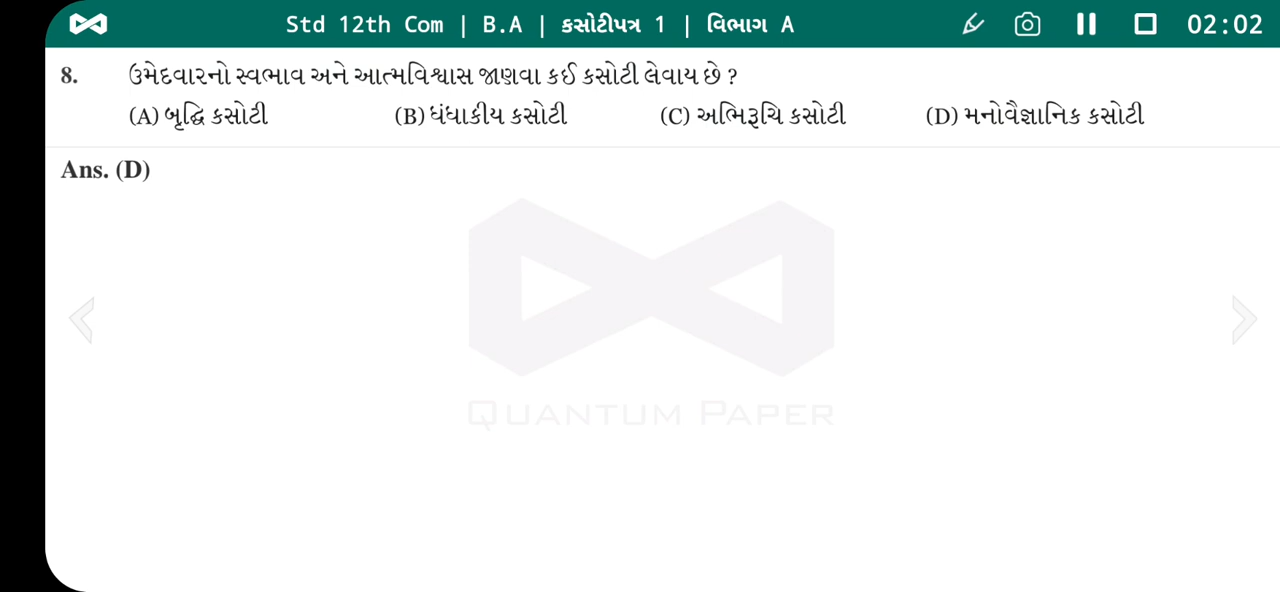 Std 12th Com | B.A | કસોટીપત્ર 1 | વિભાગ A 02:02
8. ઉમેદવારનો સ્વભાવ અને આત્મવિશ્વાસ જાણવા કઈ કસોટી લેવાય છે ?
(A) બુદ્ધિ કસોટી (B) ધંધાકીય કસોટી (C) અભિરૂચિ કસોટી (D) મનોવૈજ્ઞાનિક કસોટી
Ans. (D)
QUANTUM PAPER